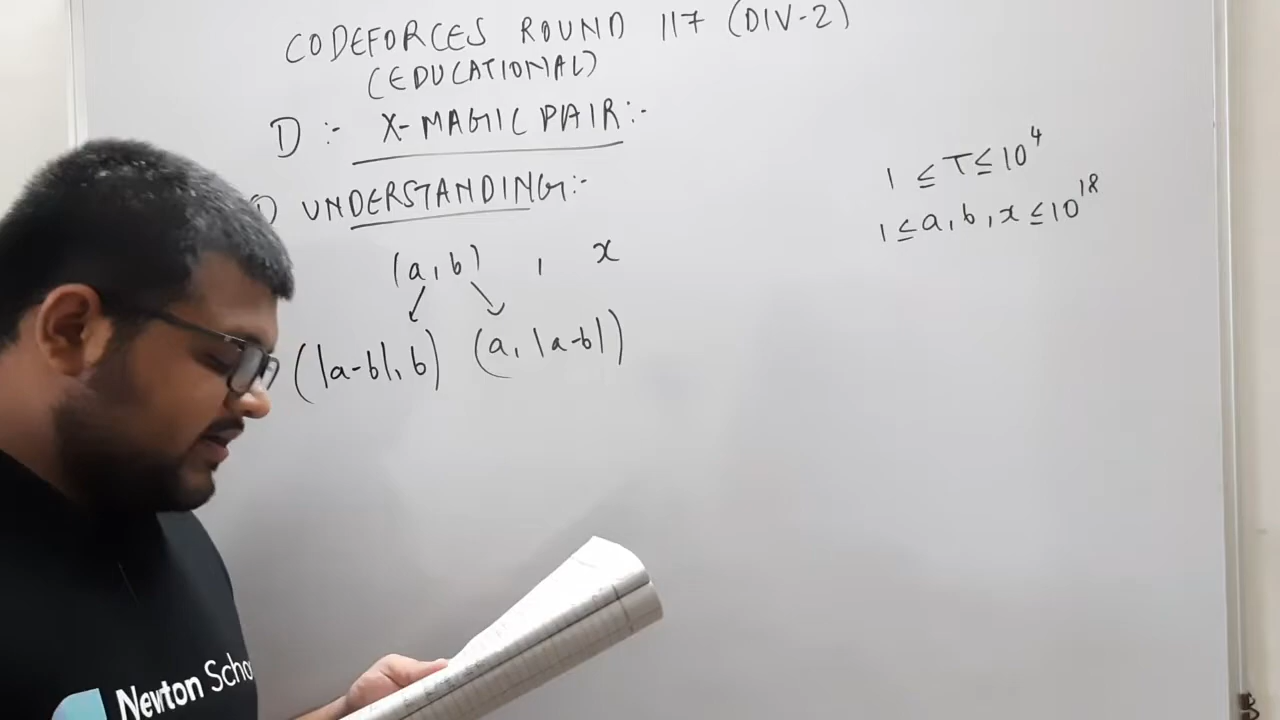 CODEFORCES ROUND 117 (DIV-2)
(EDUCATIONAL)
D :- X-MAGIC PAIR:-
UNDERSTANDING:-
(a, b) , x
(|a-b|, b) (a, |a-b|)
1 ≤ T ≤ 10^4
1 ≤ a, b, x ≤ 10^18
Newton Scho